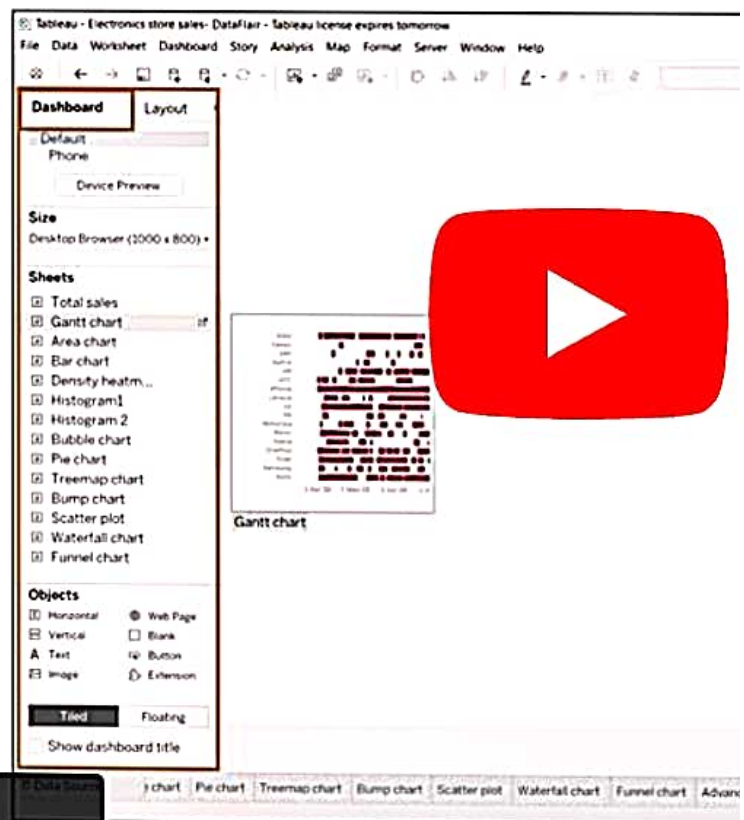 Tableau - Electronics store sales- DataFlair - Tableau license expires tomorrow
File Data Worksheet Dashboard Story Analysis Map Format Server Window Help
Dashboard Layout
Default
Phone
Device Preview
Size
Desktop Browser (1000 x 800)
Sheets
Total sales
Gantt chart
Area chart
Bar chart
Density heatm...
Histogram1
Histogram 2
Bubble chart
Pie chart
Treemap chart
Bump chart
Scatter plot
Waterfall chart
Funnel chart
Gantt chart
Objects
Horizontal Web Page
Vertical Blank
Text Button
Image Extension
Tiled Floating
Show dashboard title
Data Source chart Pie chart Treemap chart Bump chart Scatter plot Waterfall chart Funnel chart Advanc